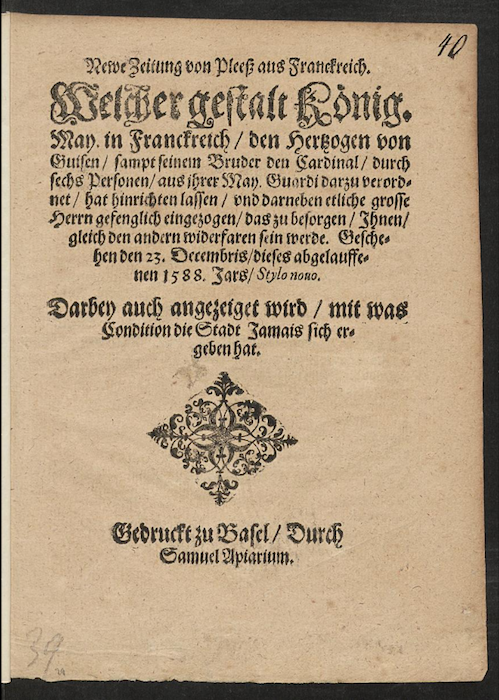 40
Newe Zeitung von Pleeß aus Franckreich.
Welcher gestalt König.
May. in Franckreich / den Hertzogen von
Guisen / sampt seinem Bruder den Cardinal / durch
sechs Personen / aus ihrer May. Guardi darzu verord-
net / hat hinrichten lassen / vnd darneben etliche grosse
Herrn gefenglich eingezogen / das zu besorgen / Ihnen /
gleich den andern widerfaren sein werde. Gesche-
hen den 23. Decembris / dieses abgelauffe-
nen 1588. Jars / Stylo novo.
Darbey auch angezeiget wird / mit was
Condition die Stadt Jamais sich er-
geben hat.
Gedruckt zu Basel / Durch
Samuel Apiarium.
39